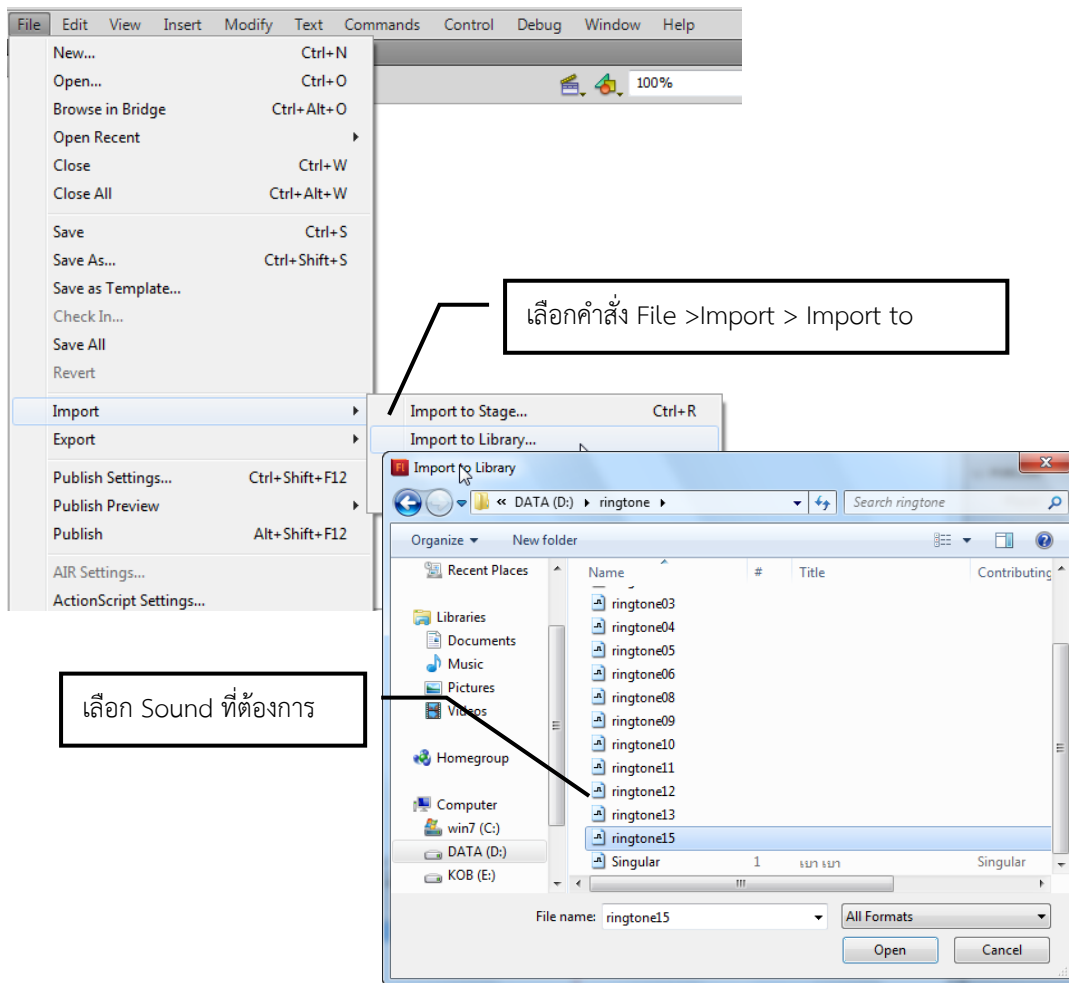 File Edit View Insert Modify Text Commands Control Debug Window Help
New... Ctrl+N
Open... Ctrl+O
100%
Browse in Bridge Ctrl+Alt+O
Open Recent
Close Ctrl+W
Close All Ctrl+Alt+W
Save Ctrl+S
Save As... Ctrl+Shift+S
Save as Template...
Check In...
Save All
Revert
เลือกคำสั่ง File >Import > Import to
Import
Export
Import to Stage... Ctrl+R
Import to Library...
Publish Settings... Ctrl+Shift+F12
Publish Preview
Publish Alt+Shift+F12
AIR Settings...
ActionScript Settings...
FL Import to Library
« DATA (D:) ringtone
Search ringtone
Organize New folder
Recent Places
Libraries
Documents
Music
Pictures
Videos
Homegroup
Computer
win7 (C:)
DATA (D:)
KOB (E:)
Name # Title Contributing
ringtone03
ringtone04
ringtone05
ringtone06
ringtone08
ringtone09
ringtone10
ringtone11
ringtone12
ringtone13
ringtone15
Singular 1 เบา เบา Singular
เลือก Sound ที่ต้องการ
File name: ringtone15 All Formats
Open Cancel